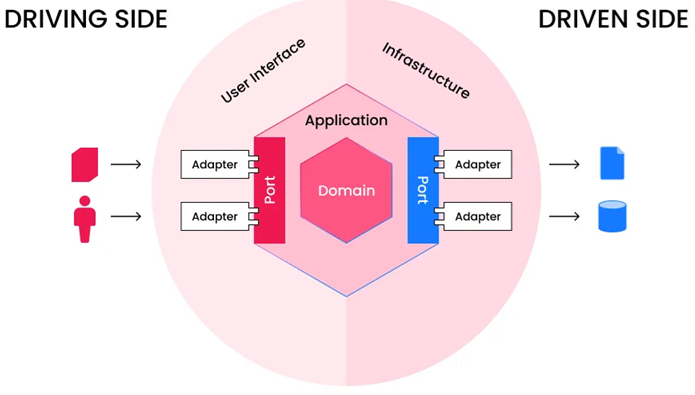 DRIVING SIDE
DRIVEN SIDE
User Interface
Infrastructure
Application
Adapter
Adapter
Port
Domain
Port
Adapter
Adapter